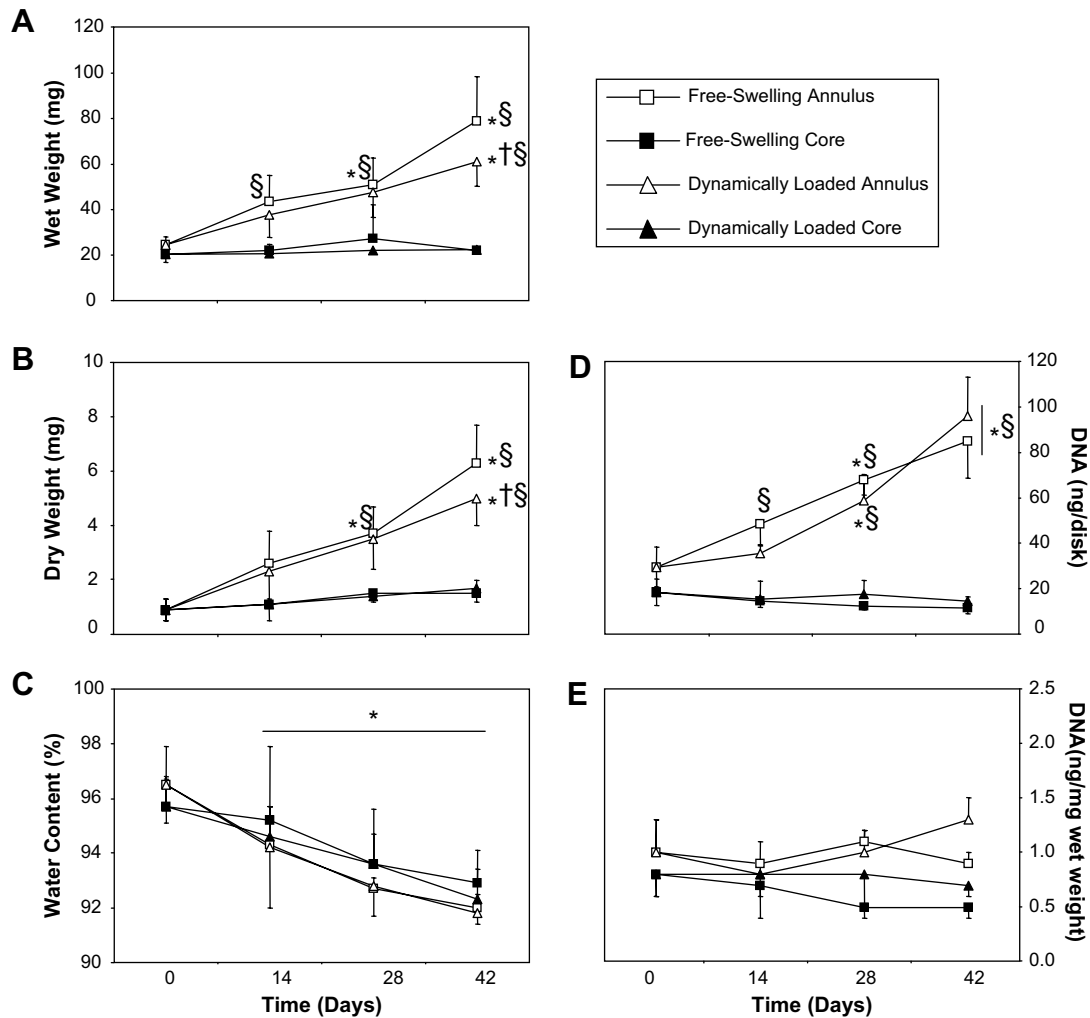 A
120
100
80
60
40
20
0
Wet Weight (mg)
§
*§
*§
*†§
Free-Swelling Annulus
Free-Swelling Core
Dynamically Loaded Annulus
Dynamically Loaded Core
B
10
8
6
4
2
0
Dry Weight (mg)
*§
*§
*†§
D
120
100
80
60
40
20
0
DNA (ng/disk)
§
*§
*§
*§
C
100
98
96
94
92
90
Water Content (%)
*
0 14 28 42
Time (Days)
E
2.5
2.0
1.5
1.0
0.5
0.0
DNA(ng/mg wet weight)
0 14 28 42
Time (Days)